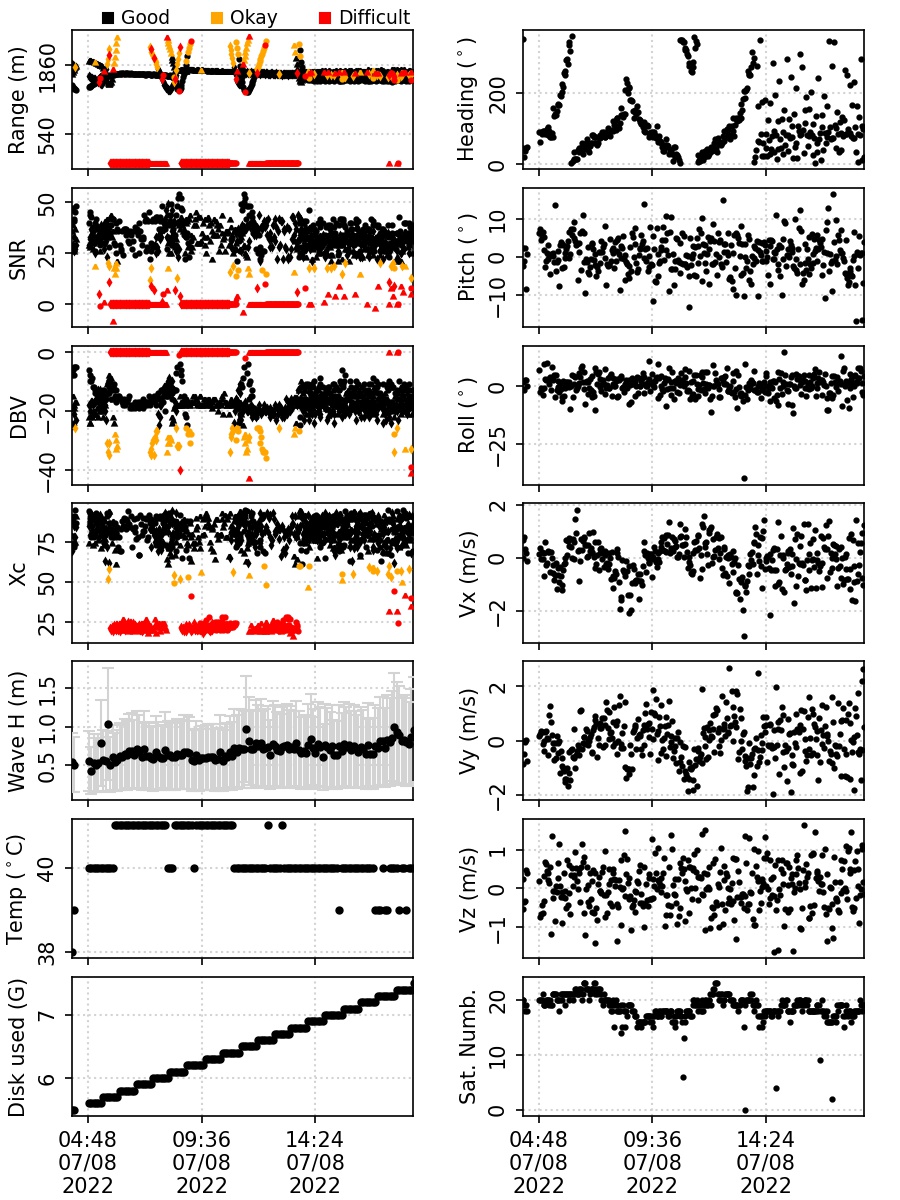 Good Okay Difficult
Range (m)
1860
540
Heading (°)
200
0
SNR
50
25
0
Pitch (°)
10
0
−10
DBV
0
−20
−40
Roll (°)
0
−25
Xc
75
50
25
Vx (m/s)
2
0
−2
Wave H (m)
1.5
1.0
0.5
Vy (m/s)
2
0
−2
Temp (°C)
40
38
Vz (m/s)
1
0
−1
Disk used (G)
7
6
Sat. Numb.
20
10
0
04:48 09:36 14:24 04:48 09:36 14:24
07/08 07/08 07/08 07/08 07/08 07/08
2022 2022 2022 2022 2022 2022